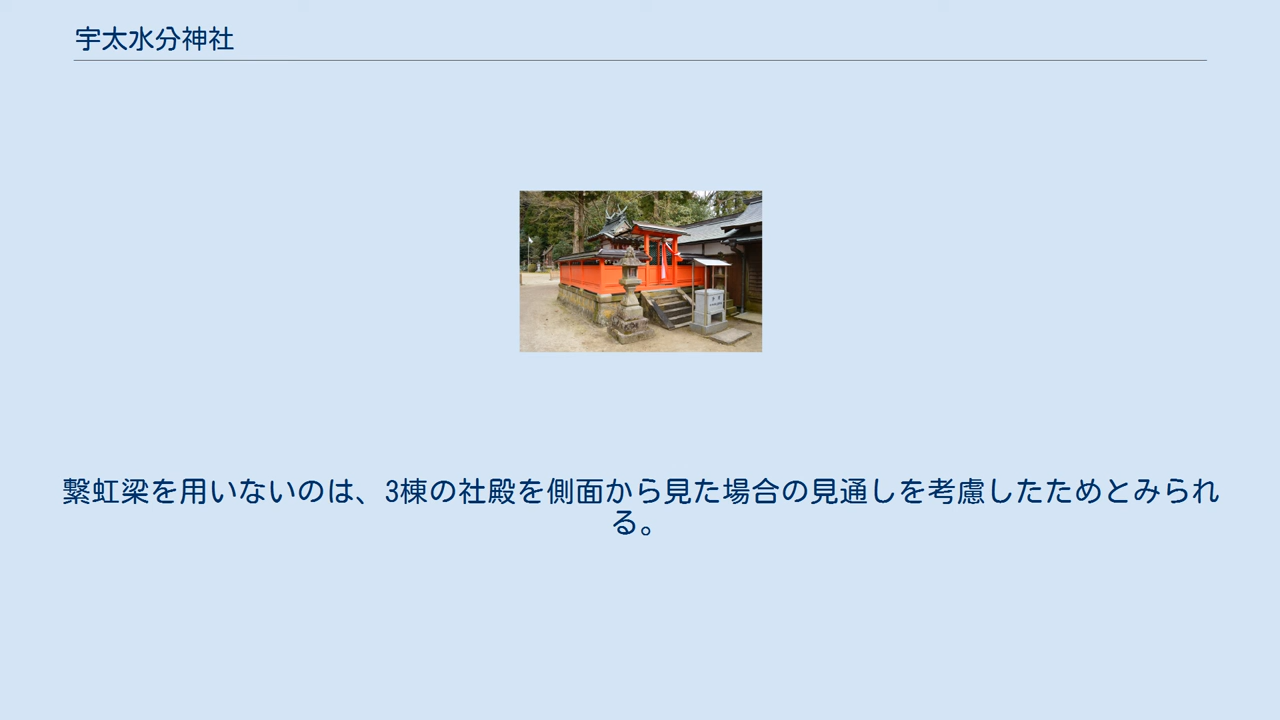 宇太水分神社
繋虹梁を用いないのは、3棟の社殿を側面から見た場合の見通しを考慮したためとみられ
る。